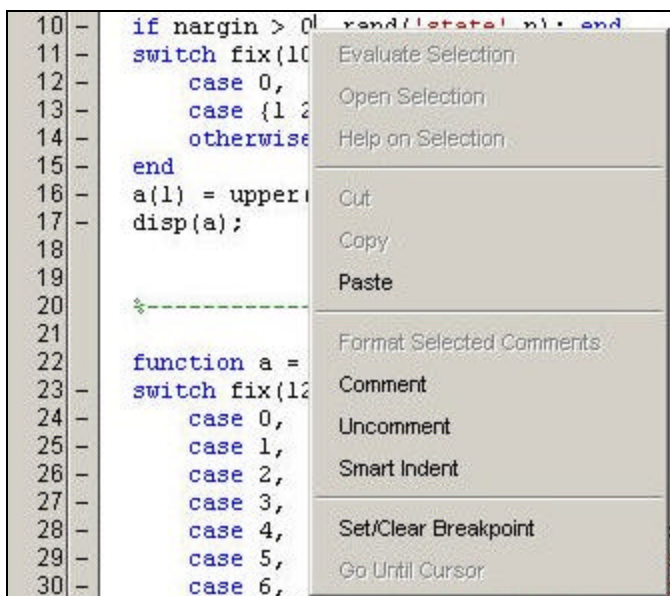 10 – if nargin > 0, rand('state',n); end
11 – switch fix(10
12 – case 0,
13 – case {1 2
14 – otherwise
15 – end
16 – a(1) = upper(
17 – disp(a);
18
19
20 %-------------
21
22 function a =
23 – switch fix(12
24 – case 0,
25 – case 1,
26 – case 2,
27 – case 3,
28 – case 4,
29 – case 5,
30 – case 6,
Evaluate Selection
Open Selection
Help on Selection
Cut
Copy
Paste
Format Selected Comments
Comment
Uncomment
Smart Indent
Set/Clear Breakpoint
Go Until Cursor